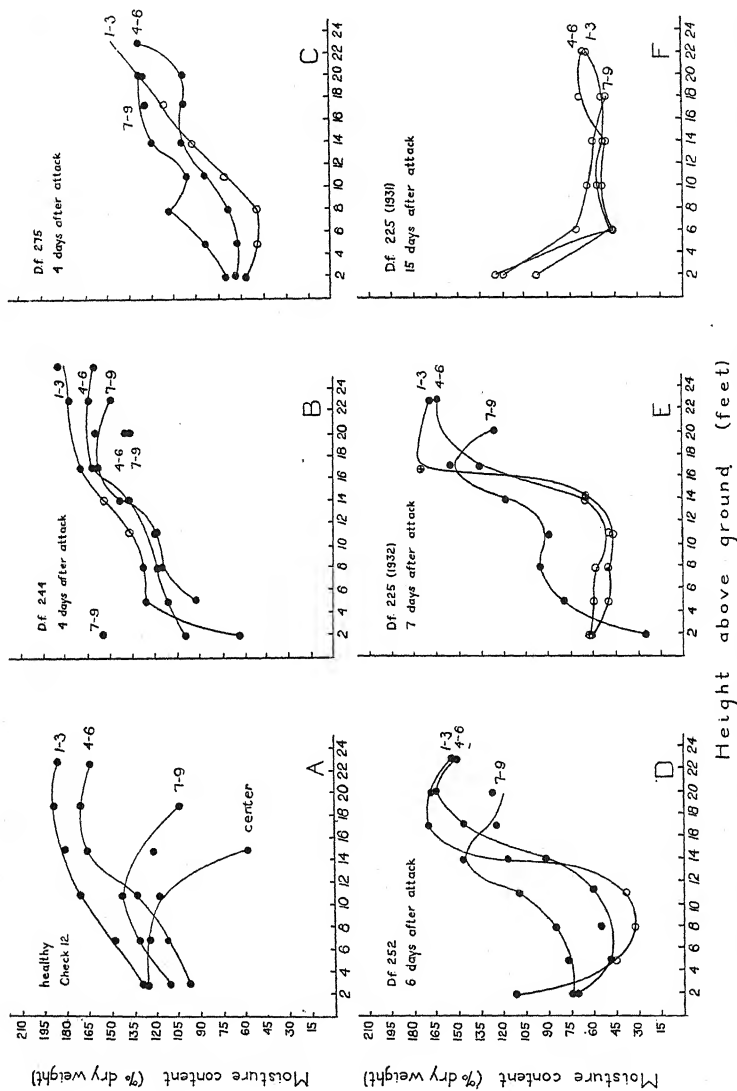 Moisture content (% dry weight)
210
195
180
165
150
135
120
105
90
75
60
45
30
15
healthy
Check 12
1-3
4-6
7-9
center
A
2 4 6 8 10 12 14 16 18 20 22 24
D.f. 244
4 days after attack
1-3
4-6
7-9
4-6
7-9
7-9
B
2 4 6 8 10 12 14 16 18 20 22 24
D.f. 275
4 days after attack
1-3
4-6
7-9
C
2 4 6 8 10 12 14 16 18 20 22 24
Moisture content (% dry weight)
210
195
180
165
150
135
120
105
90
75
60
45
30
15
D.f. 252
6 days after attack
1-3
4-6
7-9
D
2 4 6 8 10 12 14 16 18 20 22 24
D.f. 225 (1932)
7 days after attack
1-3
4-6
7-9
E
2 4 6 8 10 12 14 16 18 20 22 24
D.f. 225 (1931)
15 days after attack
4-6
1-3
7-9
F
2 4 6 8 10 12 14 16 18 20 22 24
Height above ground (feet)